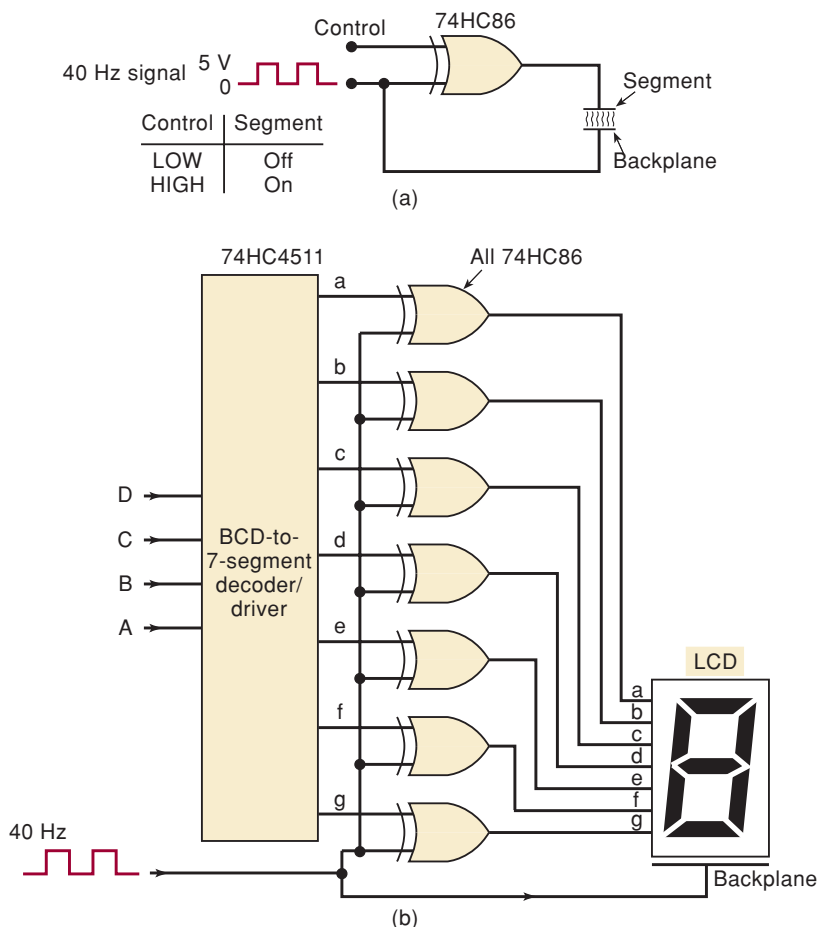 Control
74HC86
40 Hz signal
5 V
0
Segment
Control Segment
LOW Off
HIGH On
Backplane
(a)
74HC4511
All 74HC86
a
b
c
D
C
B
A
BCD-to-
7-segment
decoder/
driver
d
e
f
g
LCD
a
b
c
d
e
f
g
40 Hz
Backplane
(b)